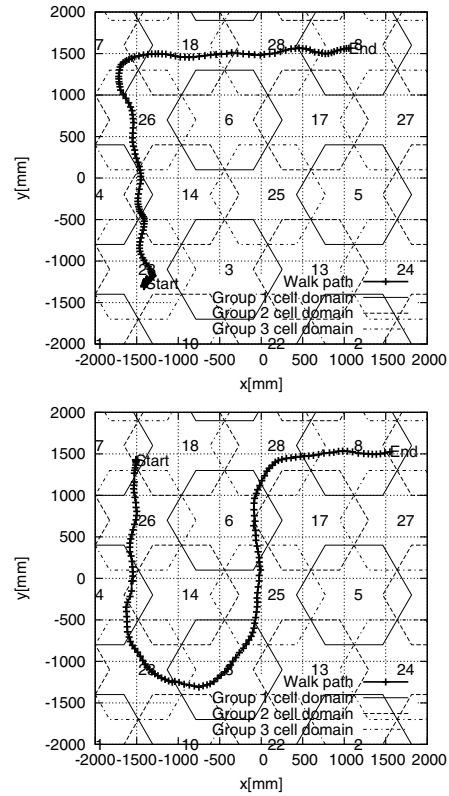 2000
7 18 28 8 End
1500
1000
26 6 17 27
500
y[mm]
0
4 14 25 5
-500
-1000
3 13 24
Start Walk path
-1500 Group 1 cell domain
Group 2 cell domain
Group 3 cell domain
1 10 22 2
-2000
-2000 -1500 -1000 -500 0 500 1000 1500 2000
x[mm]
2000
7 18 28 8 End
Start
1500
1000
26 6 17 27
500
y[mm]
0
4 14 25 5
-500
-1000
3 13 24
Walk path
-1500 Group 1 cell domain
Group 2 cell domain
Group 3 cell domain
1 10 22 2
-2000
-2000 -1500 -1000 -500 0 500 1000 1500 2000
x[mm]